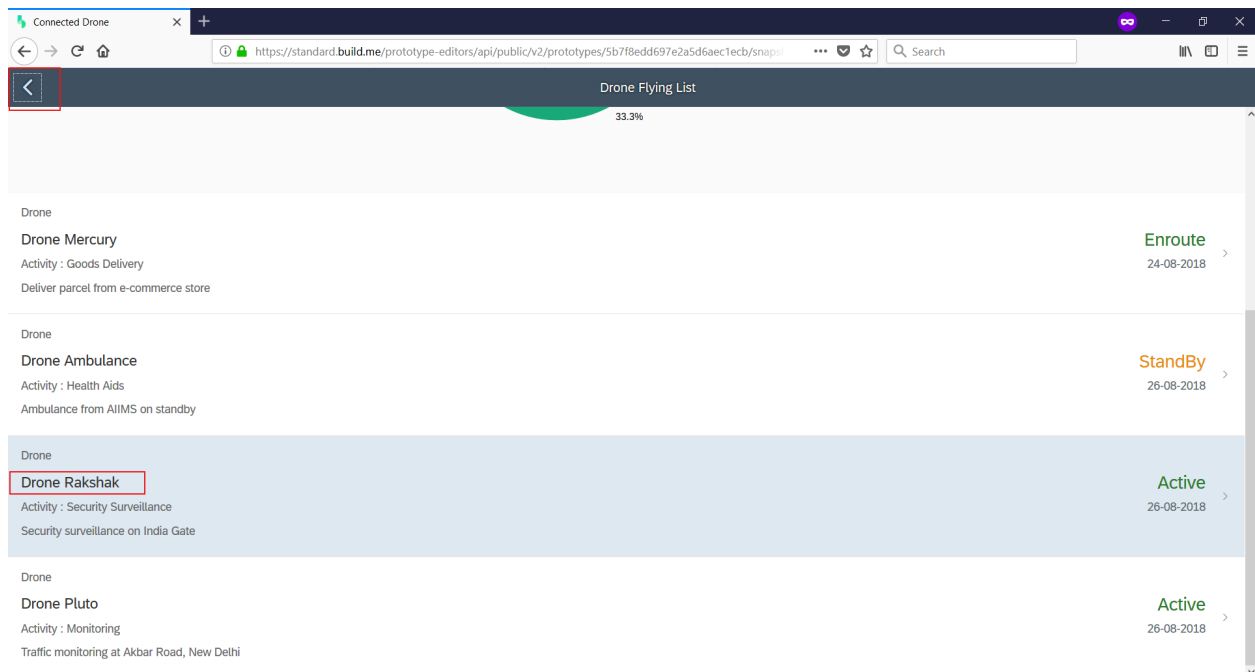 Connected Drone
https://standard.build.me/prototype-editors/api/public/v2/prototypes/5b7f8edd697e2a5d6aec1ecb/snaps
Search
Drone Flying List
33.3%
Drone
Drone Mercury
Enroute
Activity : Goods Delivery
24-08-2018
Deliver parcel from e-commerce store
Drone
Drone Ambulance
StandBy
Activity : Health Aids
26-08-2018
Ambulance from AIIMS on standby
Drone
Drone Rakshak
Active
Activity : Security Surveillance
26-08-2018
Security surveillance on India Gate
Drone
Drone Pluto
Active
Activity : Monitoring
26-08-2018
Traffic monitoring at Akbar Road, New Delhi